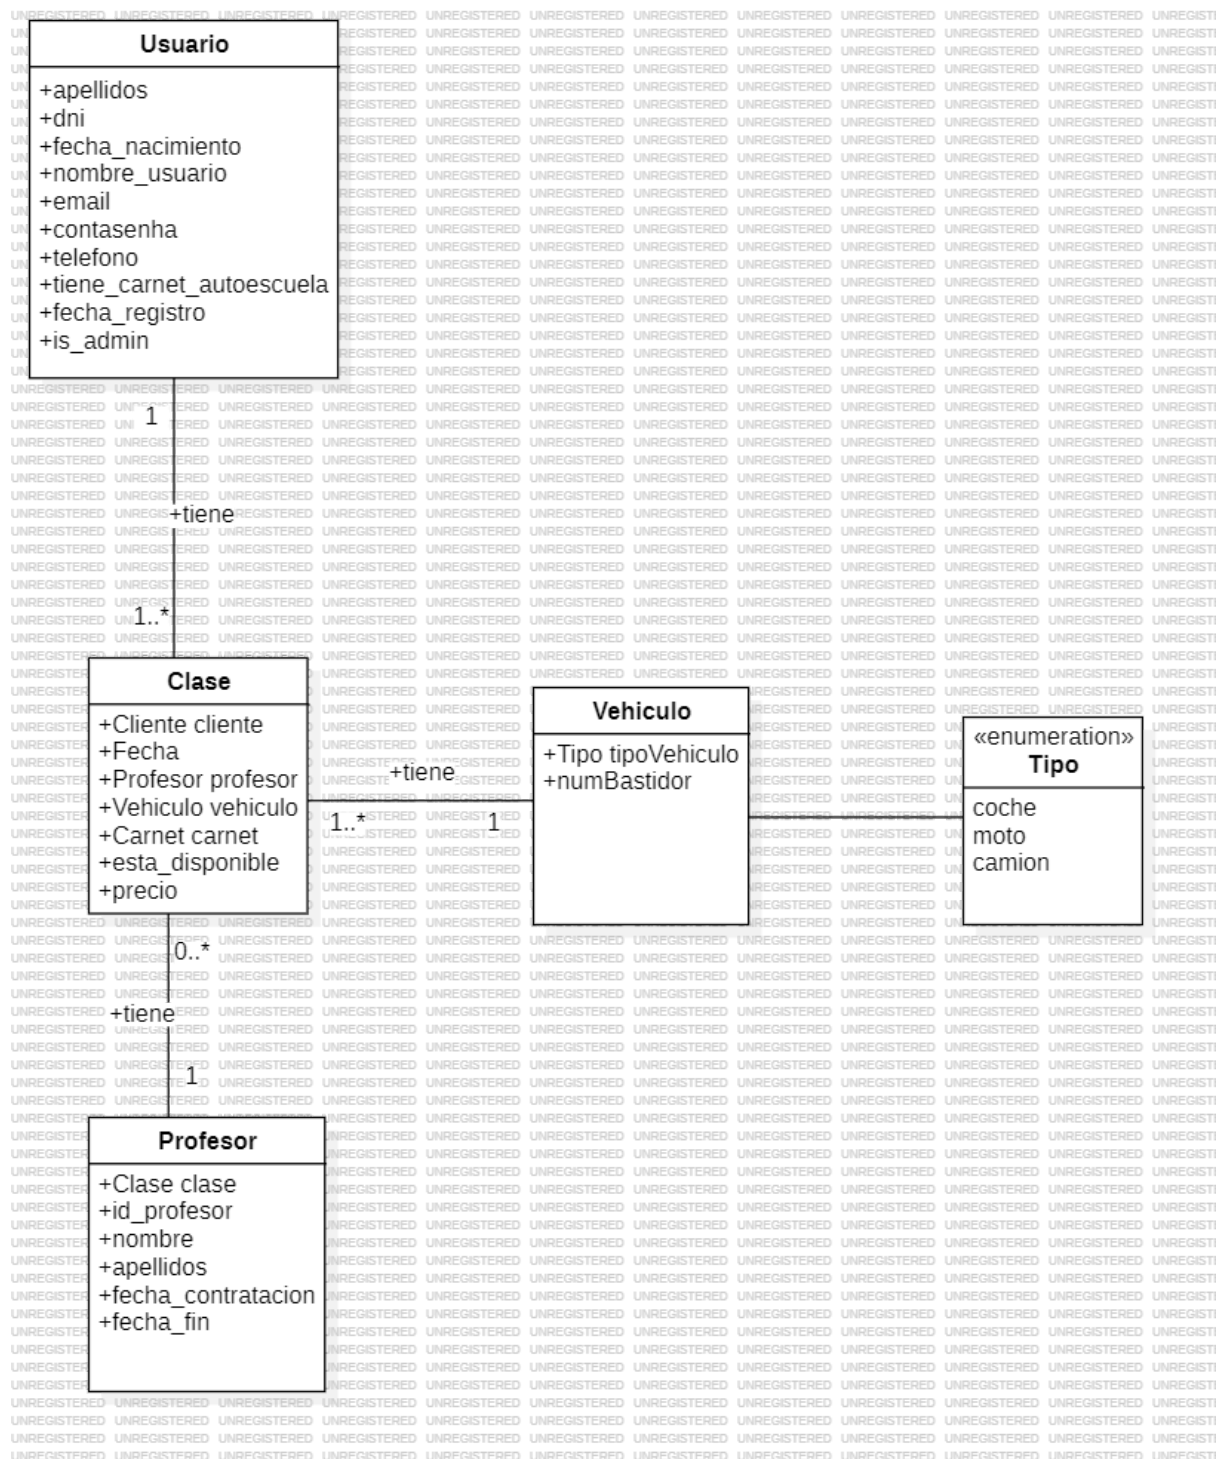 Usuario
+apellidos
+dni
+fecha_nacimiento
+nombre_usuario
+email
+contasenha
+telefono
+tiene_carnet_autoescuela
+fecha_registro
+is_admin
1
+tiene
1..*
Clase
+Cliente cliente
+Fecha
+Profesor profesor
+Vehiculo vehiculo
+Carnet carnet
+esta_disponible
+precio
+tiene
1..*
1
Vehiculo
+Tipo tipoVehiculo
+numBastidor
«enumeration»
Tipo
coche
moto
camion
0..*
+tiene
1
Profesor
+Clase clase
+id_profesor
+nombre
+apellidos
+fecha_contratacion
+fecha_fin
UNREGISTERED